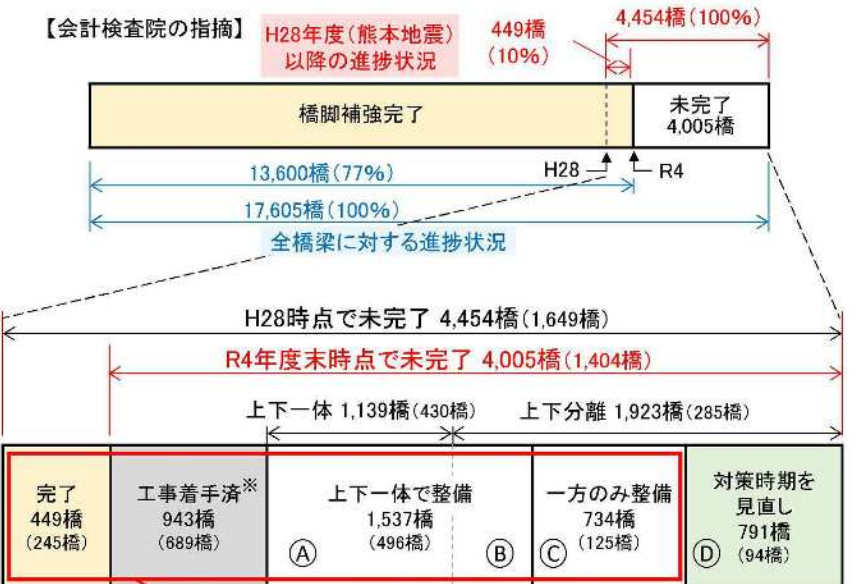 【会計検査院の指摘】
H28年度(熊本地震)
以降の進捗状況
449橋
(10%)
4,454橋(100%)
橋脚補強完了
未完了
4,005橋
13,600橋(77%)
H28
R4
17,605橋(100%)
全橋梁に対する進捗状況
H28時点で未完了 4,454橋(1,649橋)
R4年度末時点で未完了 4,005橋(1,404橋)
上下一体 1,139橋(430橋)
上下分離 1,923橋(285橋)
完了
449橋
(245橋)
工事着手済※
943橋
(689橋)
上下一体で整備
1,537橋
(496橋)
Ⓐ
Ⓑ
一方のみ整備
734橋
Ⓒ (125橋)
対策時期を
見直し
791橋
Ⓓ (94橋)